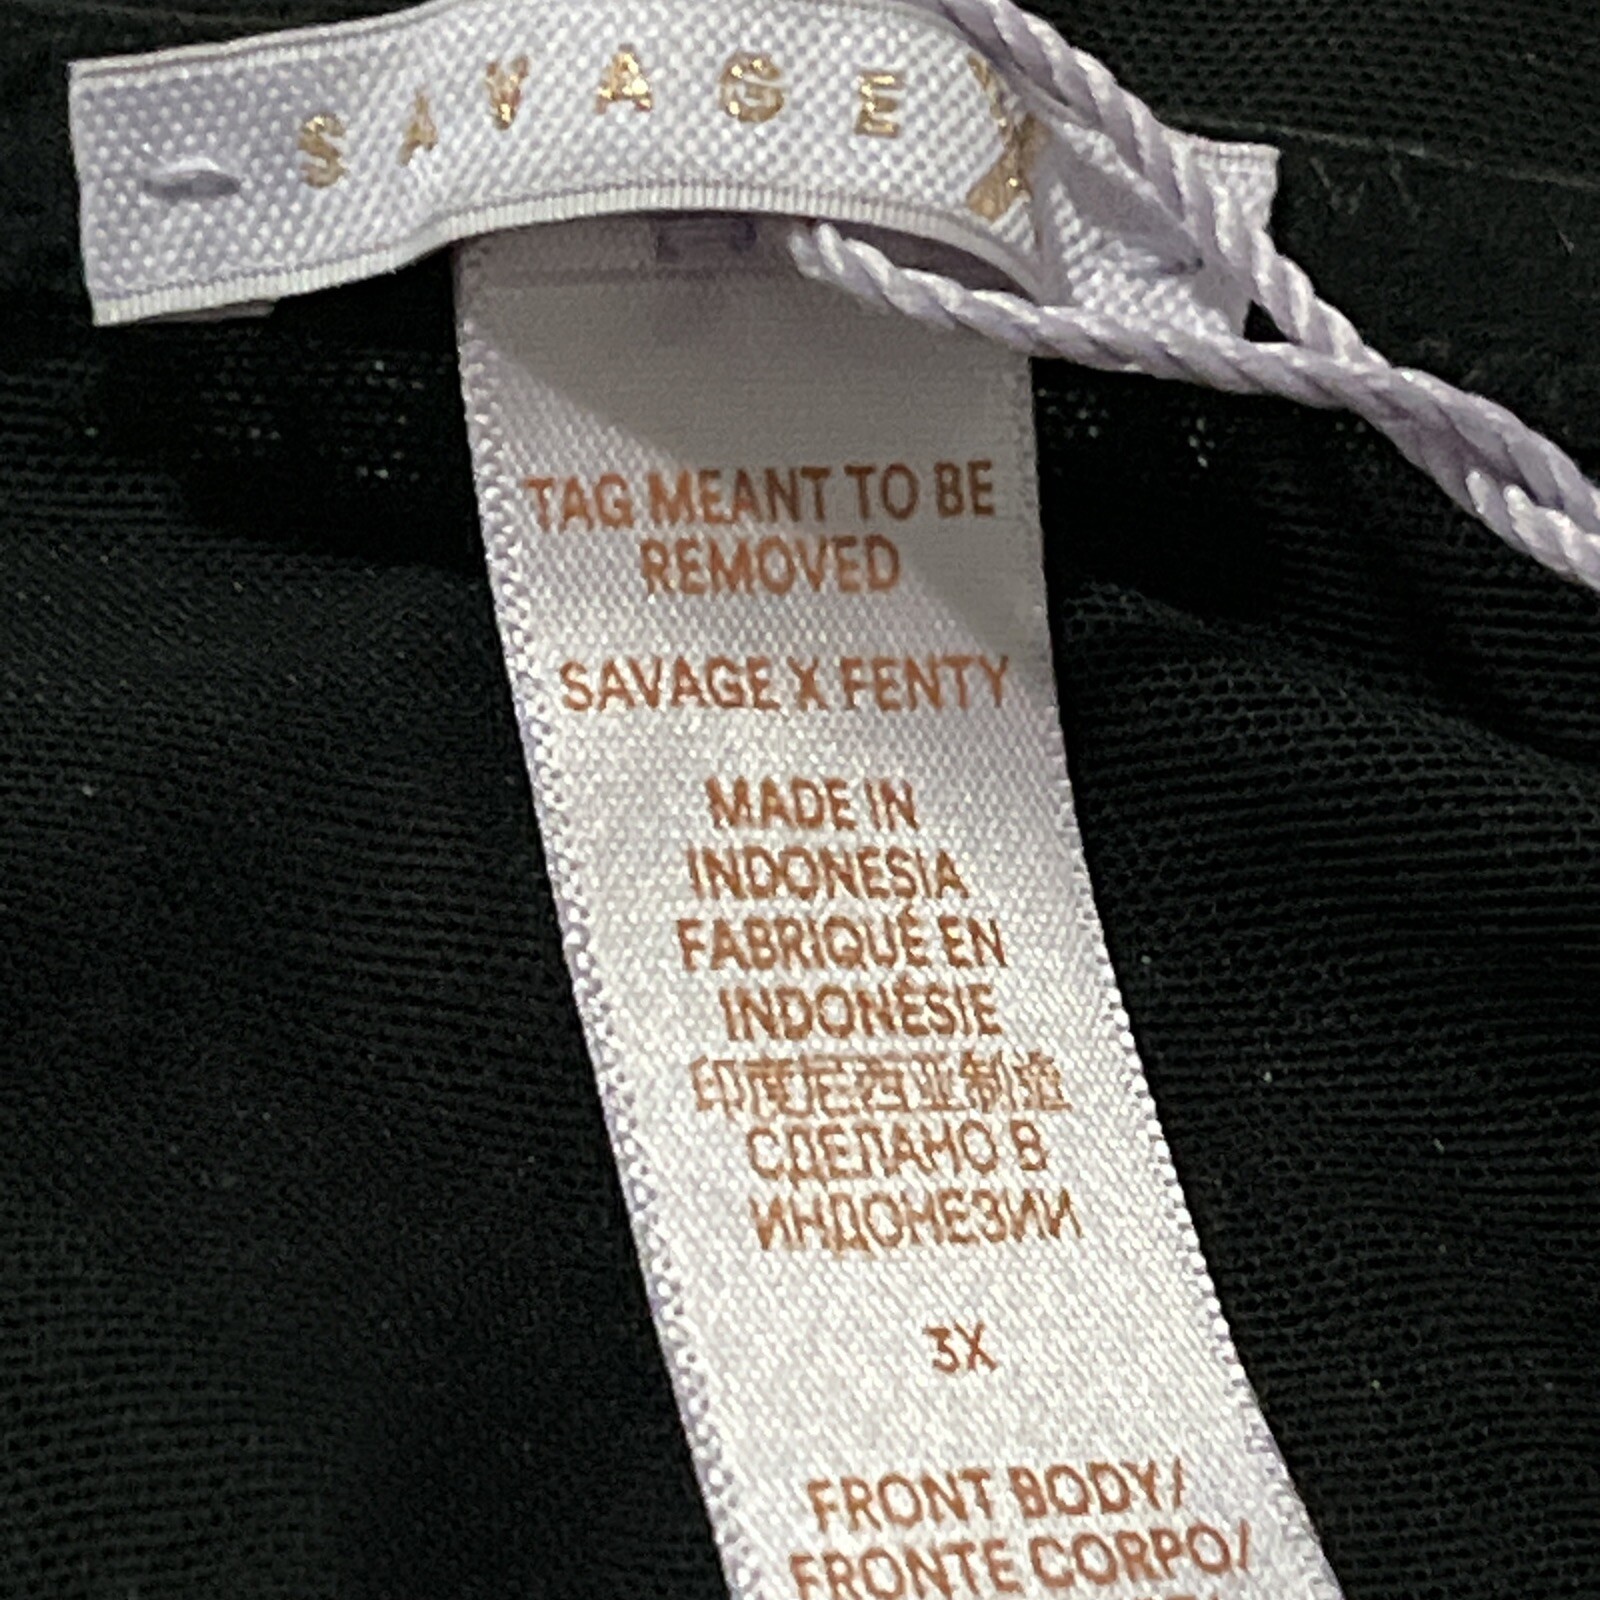 SAVAGE X
TAG MEANT TO BE
REMOVED
SAVAGE X FENTY
MADE IN
INDONESIA
FABRIQUÉ EN
INDONÉSIE
印度尼西亚制造
СДЕЛАНО В
ИНДОНЕЗИИ
3X
FRONT BODY/
FRONTE CORPO/